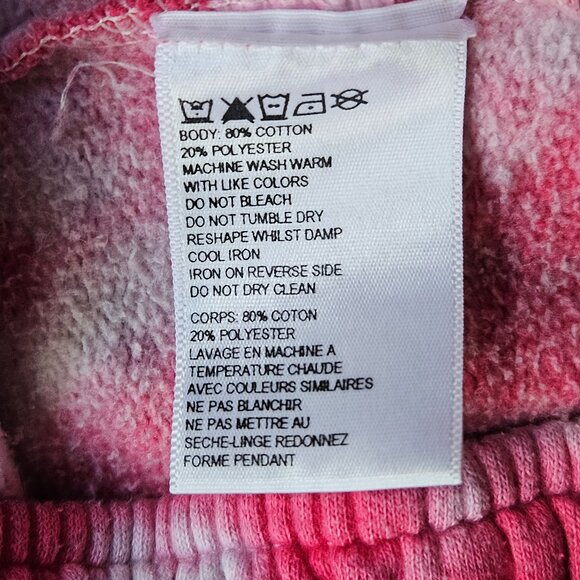 BODY: 80% COTTON
20% POLYESTER
MACHINE WASH WARM
WITH LIKE COLORS
DO NOT BLEACH
DO NOT TUMBLE DRY
RESHAPE WHILST DAMP
COOL IRON
IRON ON REVERSE SIDE
DO NOT DRY CLEAN
CORPS: 80% COTON
20% POLYESTER
LAVAGE EN MACHINE A
TEMPERATURE CHAUDE
AVEC COULEURS SIMILAIRES
NE PAS BLANCHIR
NE PAS METTRE AU
SECHE-LINGE REDONNEZ
FORME PENDANT